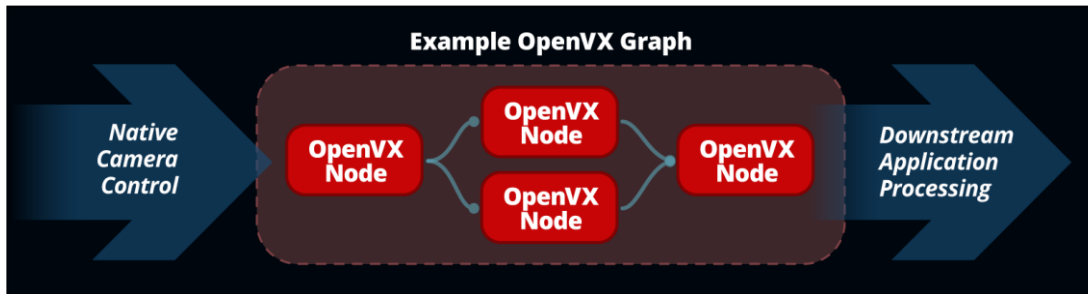 Example OpenVX Graph
Native
Camera
Control
OpenVX
Node
OpenVX
Node
OpenVX
Node
OpenVX
Node
Downstream
Application
Processing